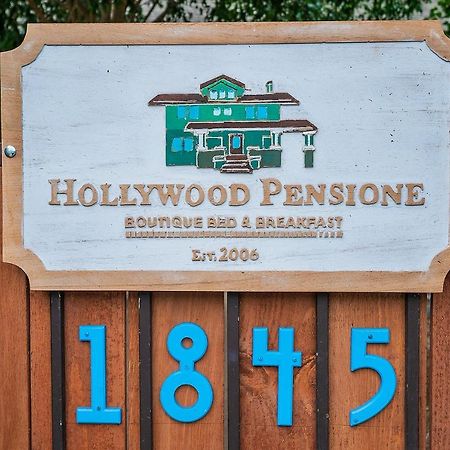 HOLLYWOOD PENSIONE
BOUTIQUE BED & BREAKFAST
EST. 2006
1845